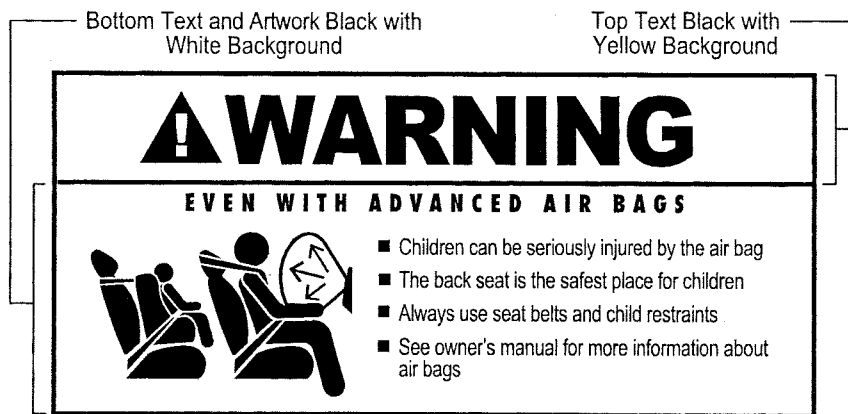 Bottom Text and Artwork Black with
White Background
Top Text Black with
Yellow Background
WARNING
EVEN WITH ADVANCED AIR BAGS
■ Children can be seriously injured by the air bag
■ The back seat is the safest place for children
■ Always use seat belts and child restraints
■ See owner's manual for more information about
air bags